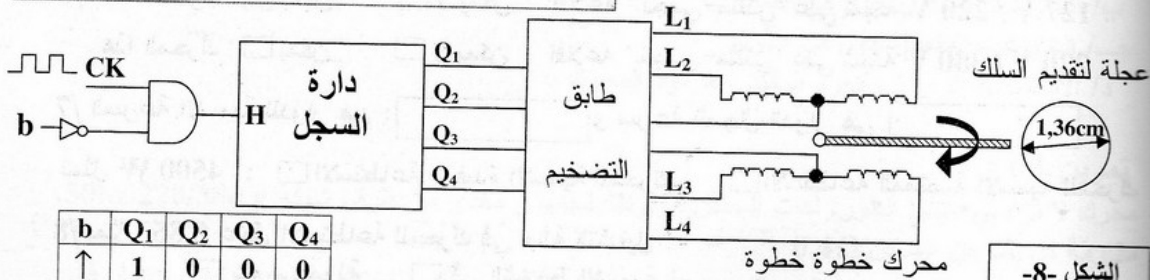 L₁
CK
Q₁
L₂
عجلة لتقديم السلك
دارة
السجل
طابق
التضخيم
b
H
Q₂
Q₃
1,36cm
Q₄
L₃
L₄
b Q₁ Q₂ Q₃ Q₄
↑ 1 0 0 0
محرك خطوة خطوة
الشكل -8-